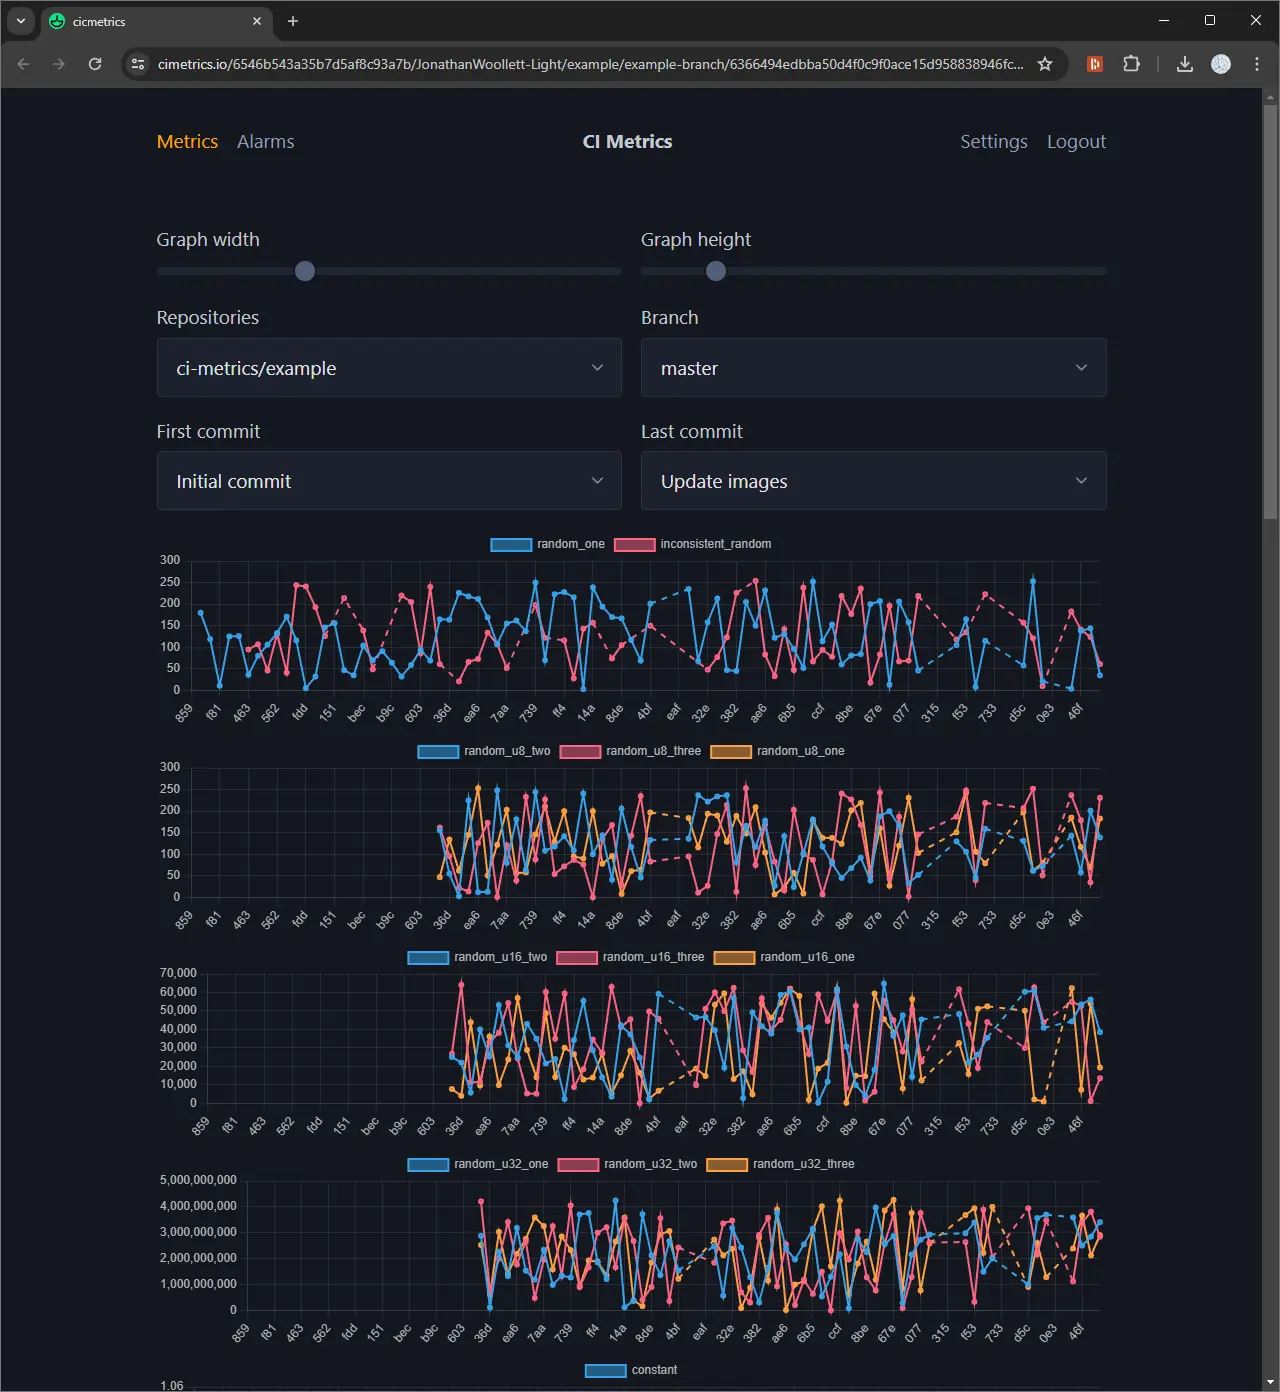 cicmetrics
cimetrics.io/6546b543a35b7d5af8c93a7b/JonathanWoollett-Light/example/example-branch/6366494edbba50d4f0c9f0ace15d958838946fc...
Metrics Alarms CI Metrics Settings Logout
Graph width Graph height
Repositories Branch
ci-metrics/example master
First commit Last commit
Initial commit Update images
random_one inconsistent_random
300
250
200
150
100
50
0
859 f81 463 562 fdd 151 bec b9c 603 36d ea6 7aa 739 ff4 14a 8de 4bf eaf 32e 382 ae6 6b5 ccf 8be 67e 077 315 f53 733 d5c 0e3 46f
random_u8_two random_u8_three random_u8_one
300
250
200
150
100
50
0
859 f81 463 562 fdd 151 bec b9c 603 36d ea6 7aa 739 ff4 14a 8de 4bf eaf 32e 382 ae6 6b5 ccf 8be 67e 077 315 f53 733 d5c 0e3 46f
random_u16_two random_u16_three random_u16_one
70,000
60,000
50,000
40,000
30,000
20,000
10,000
0
859 f81 463 562 fdd 151 bec b9c 603 36d ea6 7aa 739 ff4 14a 8de 4bf eaf 32e 382 ae6 6b5 ccf 8be 67e 077 315 f53 733 d5c 0e3 46f
random_u32_one random_u32_two random_u32_three
5,000,000,000
4,000,000,000
3,000,000,000
2,000,000,000
1,000,000,000
0
859 f81 463 562 fdd 151 bec b9c 603 36d ea6 7aa 739 ff4 14a 8de 4bf eaf 32e 382 ae6 6b5 ccf 8be 67e 077 315 f53 733 d5c 0e3 46f
constant
1.06